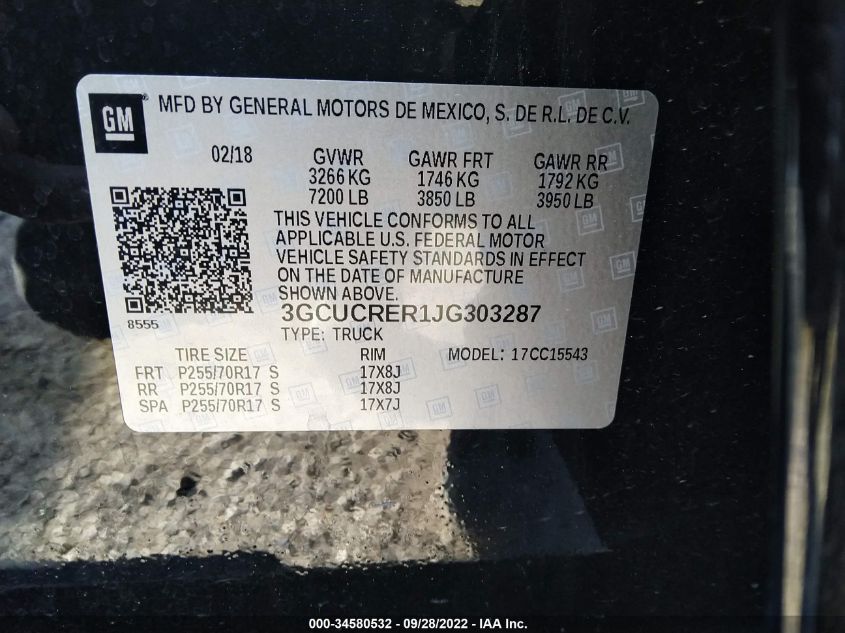 GM ® MFD BY GENERAL MOTORS DE MEXICO, S. DE R.L. DE C.V.
02/18 GVWR GAWR FRT GAWR RR
3266 KG 1746 KG 1792 KG
7200 LB 3850 LB 3950 LB
THIS VEHICLE CONFORMS TO ALL
APPLICABLE U.S. FEDERAL MOTOR
VEHICLE SAFETY STANDARDS IN EFFECT
ON THE DATE OF MANUFACTURE
SHOWN ABOVE.
8555
3GCUCRER1JG303287
TYPE: TRUCK
TIRE SIZE RIM MODEL: 17CC15543
FRT P255/70R17 S 17X8J
RR P255/70R17 S 17X8J
SPA P255/70R17 S 17X7J
000-34580532 - 09/28/2022 - IAA Inc.